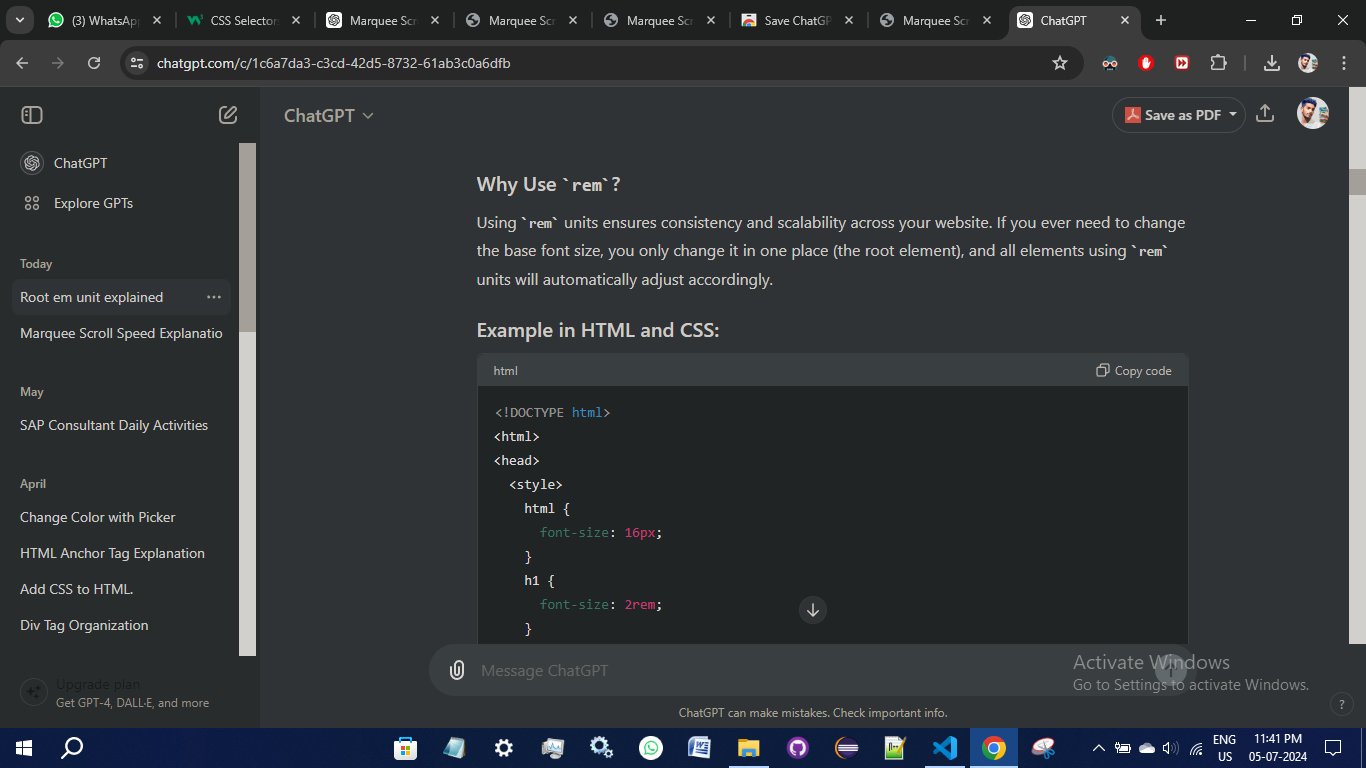 (3) WhatsApp
CSS Selector
Marquee Scr
Marquee Scr
Marquee Scr
Save ChatGP
Marquee Scr
ChatGPT
chatgpt.com/c/1c6a7da3-c3cd-42d5-8732-61ab3c0a6dfb
ChatGPT
Save as PDF
ChatGPT
Explore GPTs
Today
Root em unit explained
Marquee Scroll Speed Explanatio
May
SAP Consultant Daily Activities
April
Change Color with Picker
HTML Anchor Tag Explanation
Add CSS to HTML.
Div Tag Organization
Upgrade plan
Get GPT-4, DALL·E, and more
Why Use `rem`?
Using `rem` units ensures consistency and scalability across your website. If you ever need to change
the base font size, you only change it in one place (the root element), and all elements using `rem`
units will automatically adjust accordingly.
Example in HTML and CSS:
html
Copy code
<!DOCTYPE html>
<html>
<head>
<style>
html {
font-size: 16px;
}
h1 {
font-size: 2rem;
}
Message ChatGPT
Activate Windows
Go to Settings to activate Windows.
ChatGPT can make mistakes. Check important info.
?
ENG
US
11:41 PM
05-07-2024